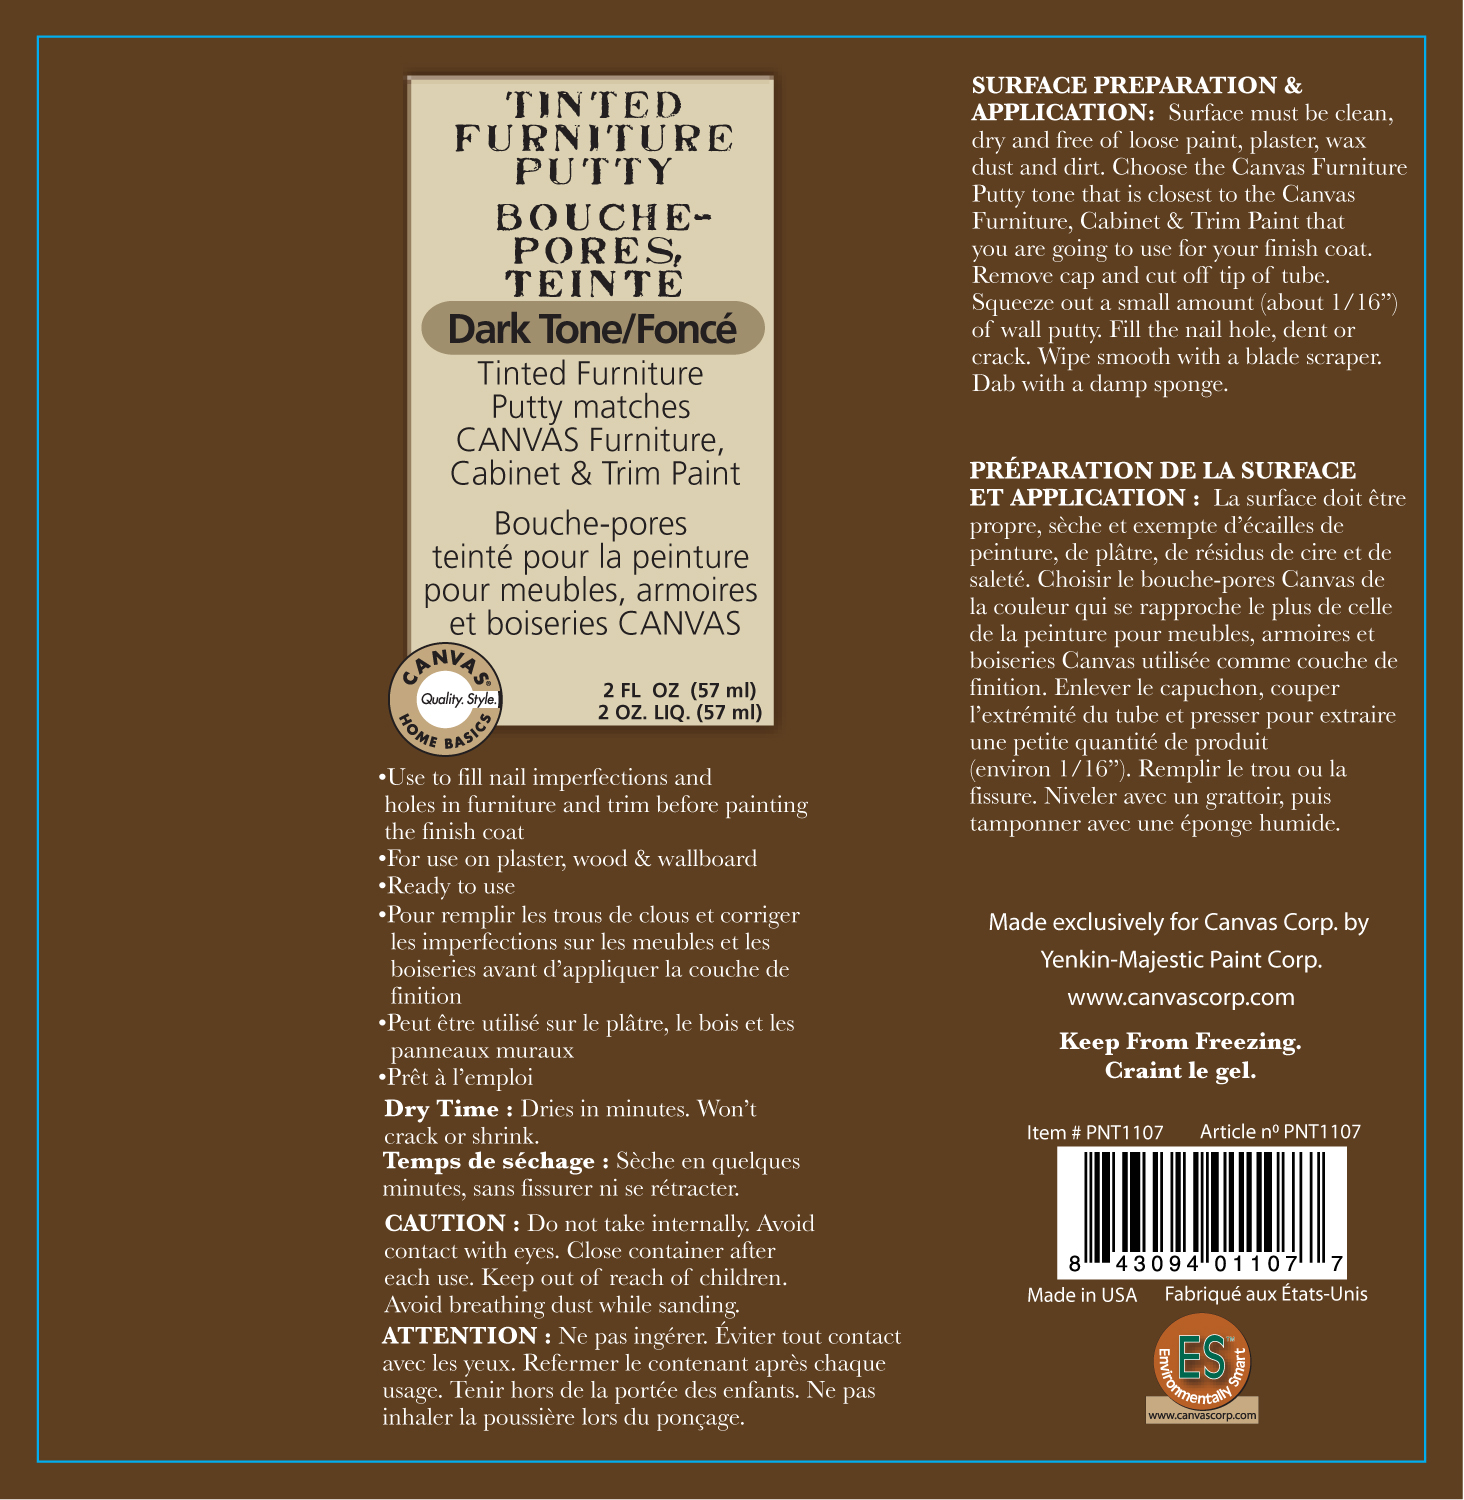 TINTED
FURNITURE
PUTTY
BOUCHE-
PORES,
TEINTÉ
Dark Tone/Foncé
Tinted Furniture
Putty matches
CANVAS Furniture,
Cabinet & Trim Paint
Bouche-pores
teinté pour la peinture
pour meubles, armoires
et boiseries CANVAS
CANVAS®
Quality. Style.
HOME BASICS
2 FL OZ (57 ml)
2 OZ. LIQ. (57 ml)
•Use to fill nail imperfections and
holes in furniture and trim before painting
the finish coat
•For use on plaster, wood & wallboard
•Ready to use
•Pour remplir les trous de clous et corriger
les imperfections sur les meubles et les
boiseries avant d’appliquer la couche de
finition
•Peut être utilisé sur le plâtre, le bois et les
panneaux muraux
•Prêt à l’emploi
Dry Time : Dries in minutes. Won’t
crack or shrink.
Temps de séchage : Sèche en quelques
minutes, sans fissurer ni se rétracter.
CAUTION : Do not take internally. Avoid
contact with eyes. Close container after
each use. Keep out of reach of children.
Avoid breathing dust while sanding.
ATTENTION : Ne pas ingérer. Éviter tout contact
avec les yeux. Refermer le contenant après chaque
usage. Tenir hors de la portée des enfants. Ne pas
inhaler la poussière lors du ponçage.
SURFACE PREPARATION &
APPLICATION: Surface must be clean,
dry and free of loose paint, plaster, wax
dust and dirt. Choose the Canvas Furniture
Putty tone that is closest to the Canvas
Furniture, Cabinet & Trim Paint that
you are going to use for your finish coat.
Remove cap and cut off tip of tube.
Squeeze out a small amount (about 1/16”)
of wall putty. Fill the nail hole, dent or
crack. Wipe smooth with a blade scraper.
Dab with a damp sponge.
PRÉPARATION DE LA SURFACE
ET APPLICATION : La surface doit être
propre, sèche et exempte d’écailles de
peinture, de plâtre, de résidus de cire et de
saleté. Choisir le bouche-pores Canvas de
la couleur qui se rapproche le plus de celle
de la peinture pour meubles, armoires et
boiseries Canvas utilisée comme couche de
finition. Enlever le capuchon, couper
l’extrémité du tube et presser pour extraire
une petite quantité de produit
(environ 1/16”). Remplir le trou ou la
fissure. Niveler avec un grattoir, puis
tamponner avec une éponge humide.
Made exclusively for Canvas Corp. by
Yenkin-Majestic Paint Corp.
www.canvascorp.com
Keep From Freezing.
Craint le gel.
Item # PNT1107 Article nº PNT1107
8 43094 01107 7
Made in USA Fabriqué aux États-Unis
ES™
Environmentally Smart
www.canvascorp.com